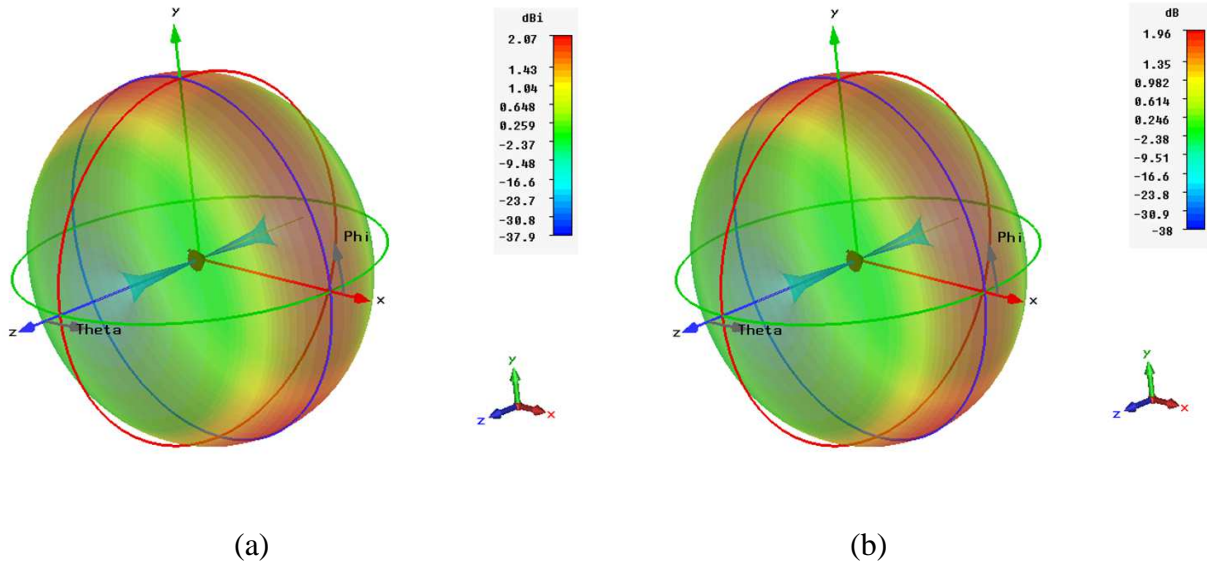 y
dBi
2.07
1.43
1.04
0.648
0.259
-2.37
-9.48
-16.6
-23.7
-30.8
-37.9
Phi
x
z
Theta
y
z
x
(a)
y
dB
1.96
1.35
0.982
0.614
0.246
-2.38
-9.51
-16.6
-23.8
-30.9
-38
Phi
x
z
Theta
y
z
x
(b)